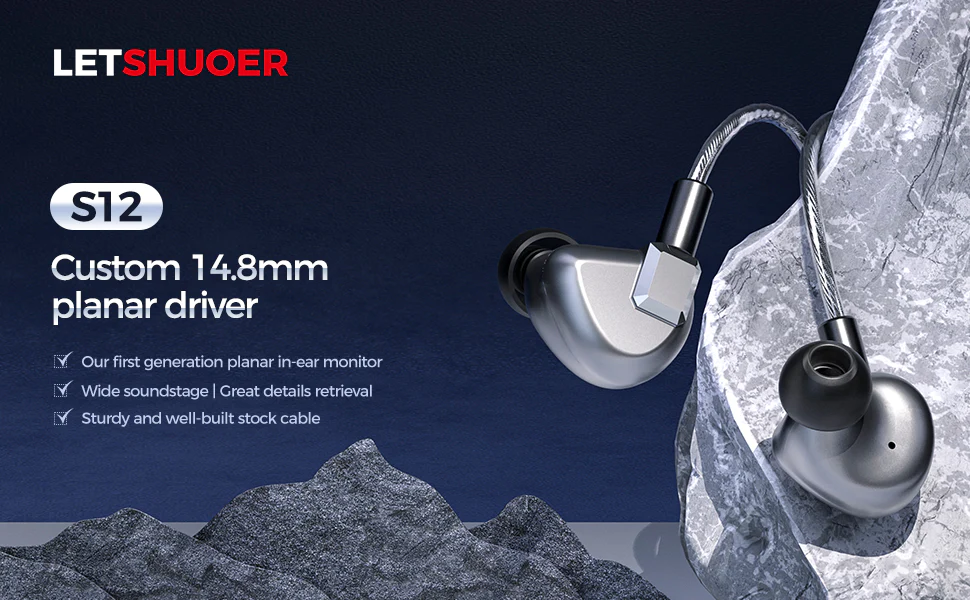 LETSHUOER
S12
Custom 14.8mm
planar driver
Our first generation planar in-ear monitor
Wide soundstage | Great details retrieval
Sturdy and well-built stock cable